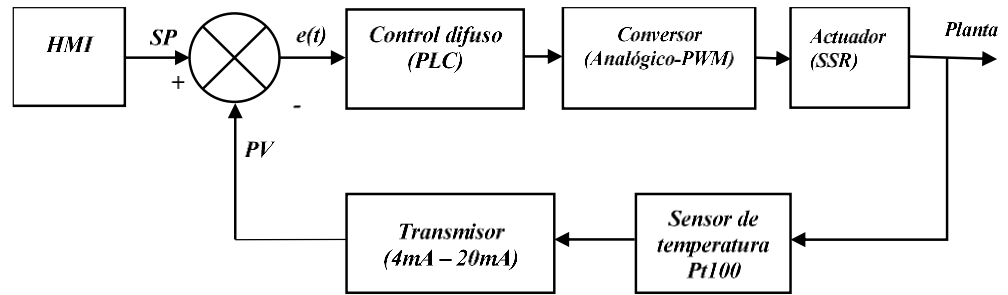 HMI
SP
+
e(t)
-
Control difuso
(PLC)
Conversor
(Analógico-PWM)
Actuador
(SSR)
Planta
PV
Transmisor
(4mA – 20mA)
Sensor de
temperatura
Pt100